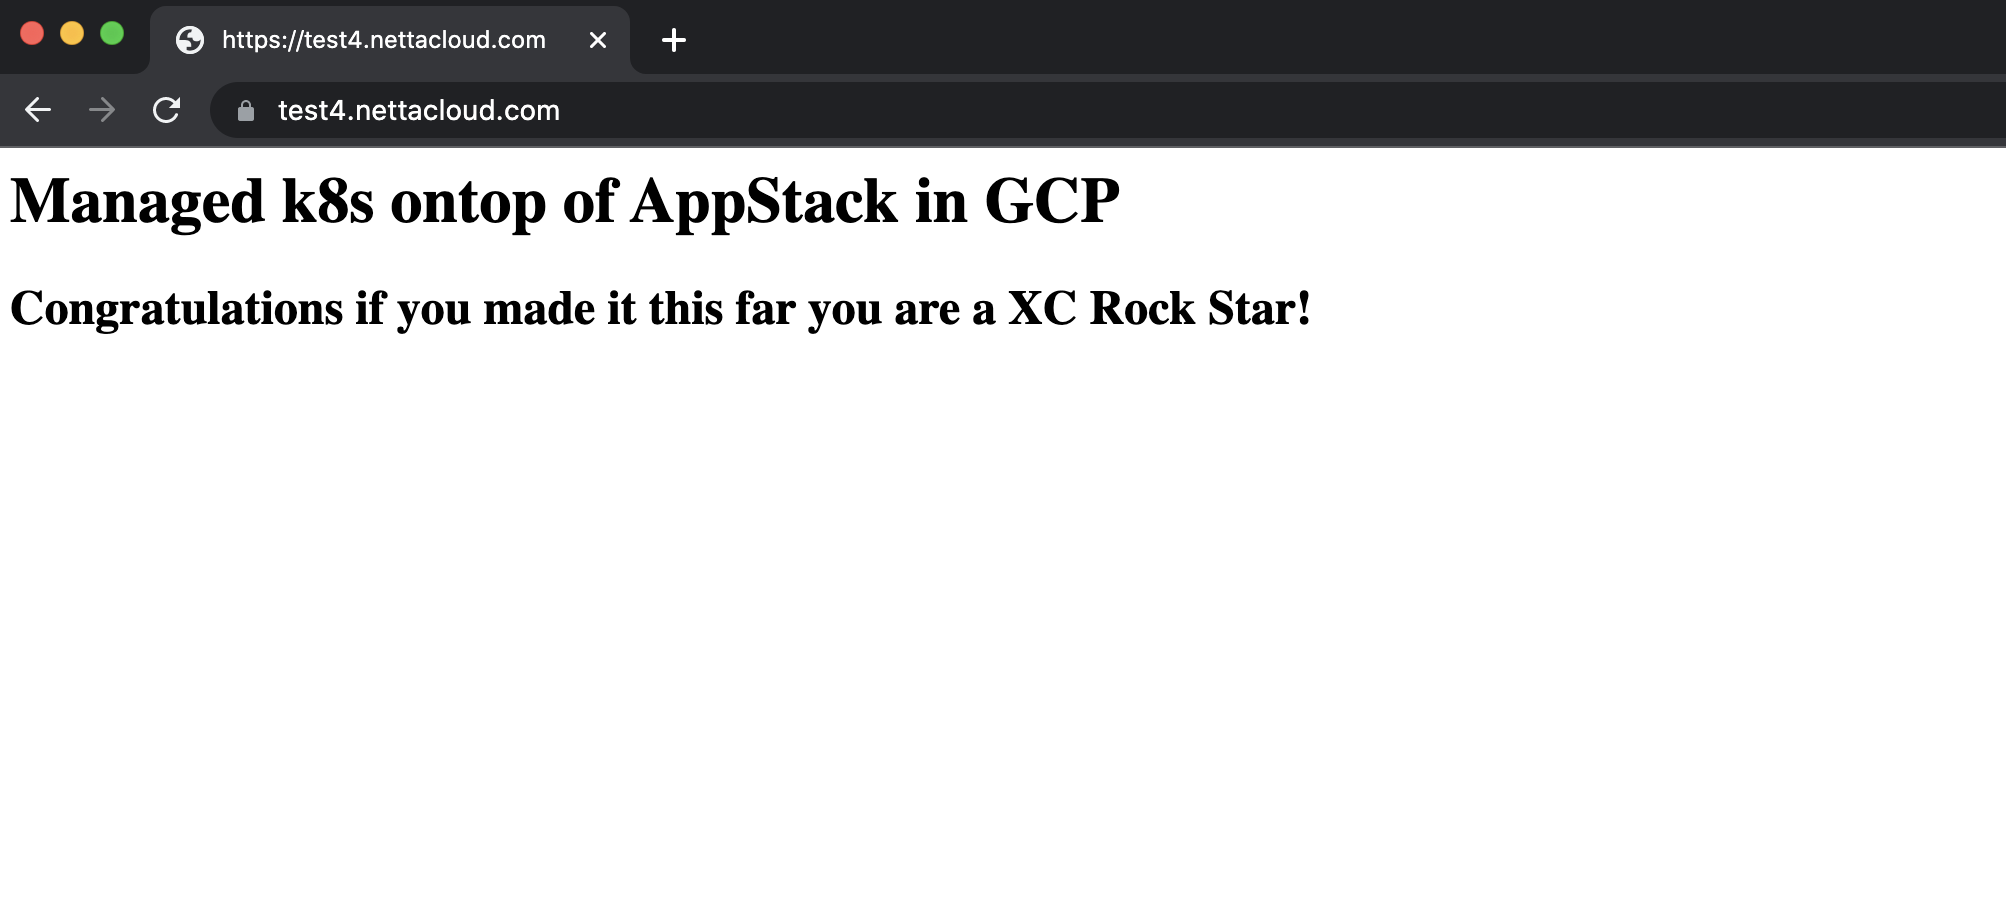 https://test4.nettacloud.com
test4.nettacloud.com
Managed k8s ontop of AppStack in GCP
Congratulations if you made it this far you are a XC Rock Star!